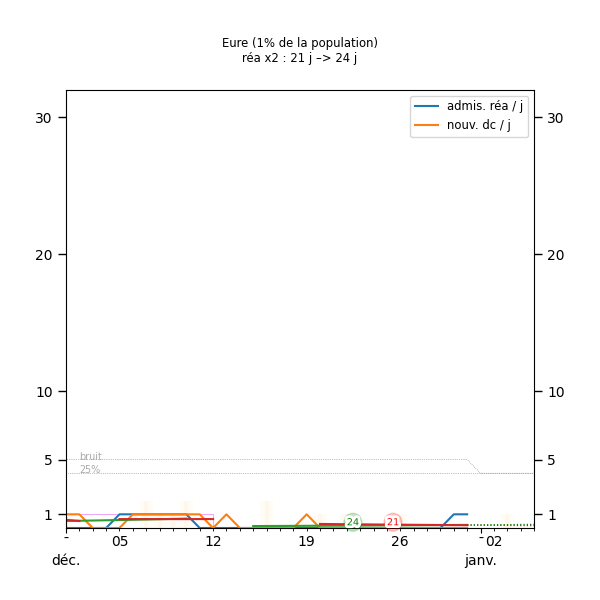 Eure (1% de la population)
réa x2 : 21 j –> 24 j
admis. réa / j
nouv. dc / j
30 30
20 20
10 10
bruit
5 5
25%
24 21
1 1
05 12 19 26 02
déc. janv.